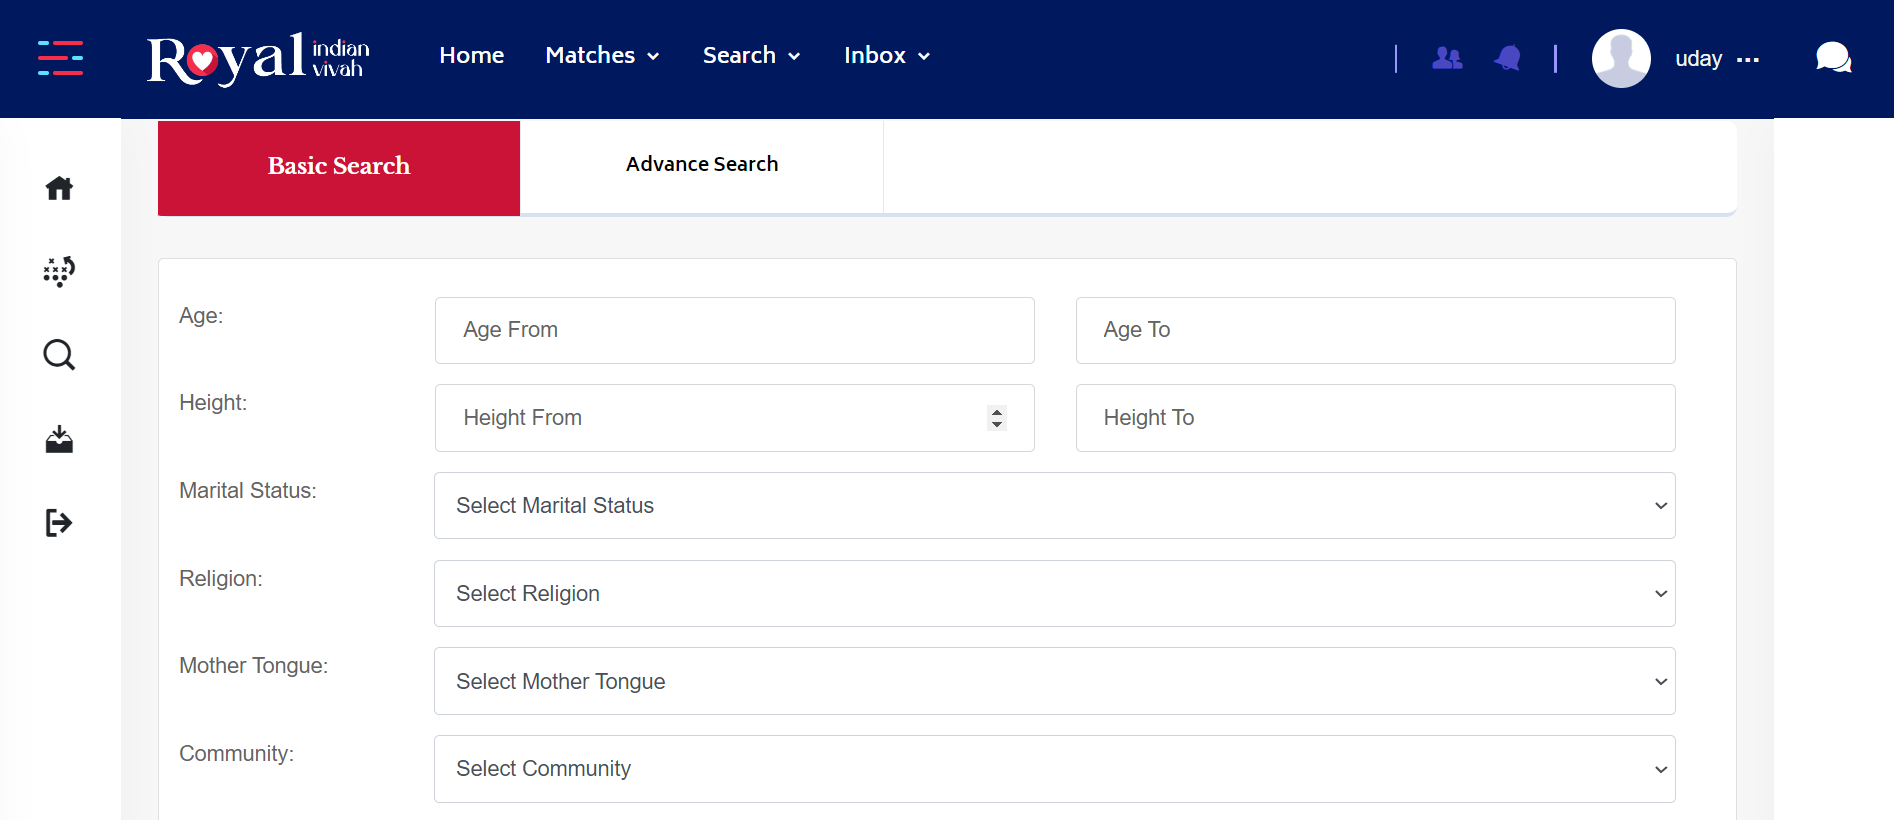 Royal indian vivah
Home Matches Search Inbox
uday ...
Basic Search Advance Search
Age: Age From Age To
Height: Height From Height To
Marital Status: Select Marital Status
Religion: Select Religion
Mother Tongue: Select Mother Tongue
Community: Select Community